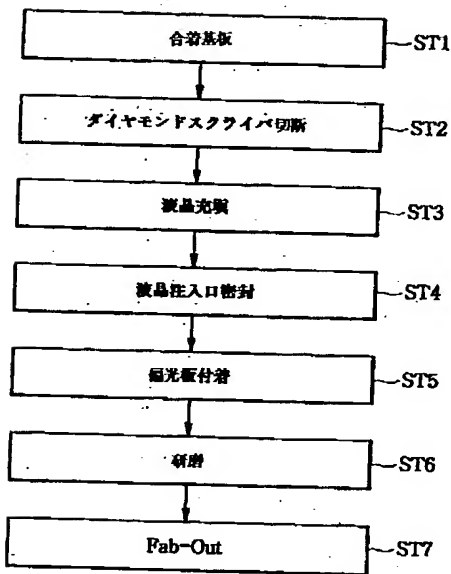 合着基板
ST1
ダイヤモンドスクライバ切断
ST2
液晶充填
ST3
液晶注入口密封
ST4
偏光板付着
ST5
研磨
ST6
Fab-Out
ST7